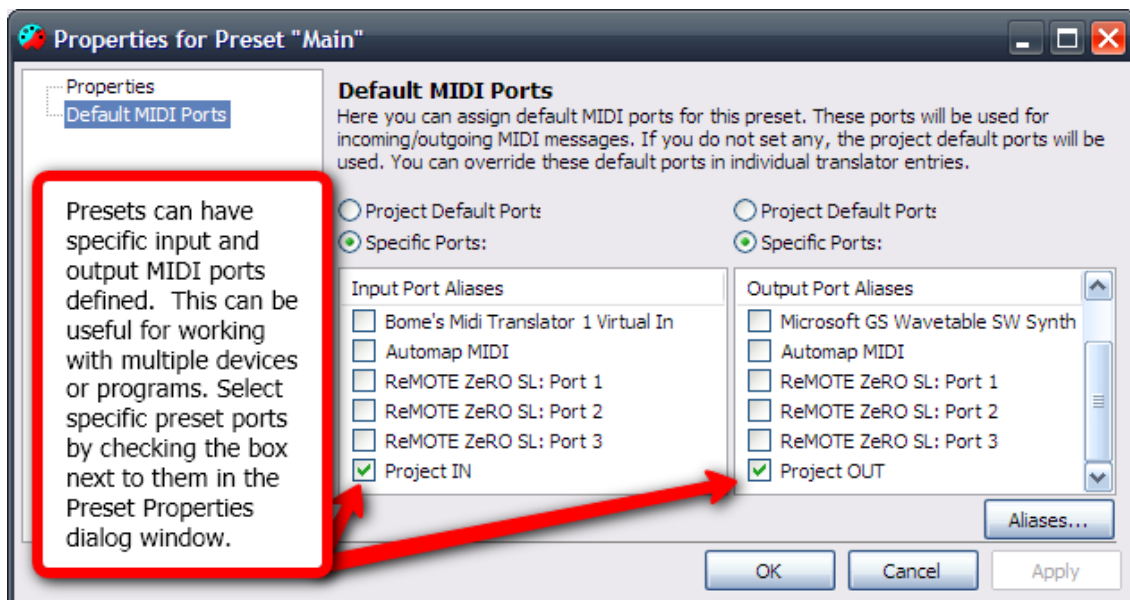 Properties for Preset "Main"
Properties
Default MIDI Ports
Default MIDI Ports
Here you can assign default MIDI ports for this preset. These ports will be used for
incoming/outgoing MIDI messages. If you do not set any, the project default ports will be
used. You can override these default ports in individual translator entries.
Presets can have
specific input and
output MIDI ports
defined. This can be
useful for working
with multiple devices
or programs. Select
specific preset ports
by checking the box
next to them in the
Preset Properties
dialog window.
Project Default Ports
Specific Ports:
Input Port Aliases
Bome's Midi Translator 1 Virtual In
Automap MIDI
ReMOTE ZeRO SL: Port 1
ReMOTE ZeRO SL: Port 2
ReMOTE ZeRO SL: Port 3
Project IN
Project Default Ports
Specific Ports:
Output Port Aliases
Microsoft GS Wavetable SW Synth
Automap MIDI
ReMOTE ZeRO SL: Port 1
ReMOTE ZeRO SL: Port 2
ReMOTE ZeRO SL: Port 3
Project OUT
Aliases...
OK
Cancel
Apply